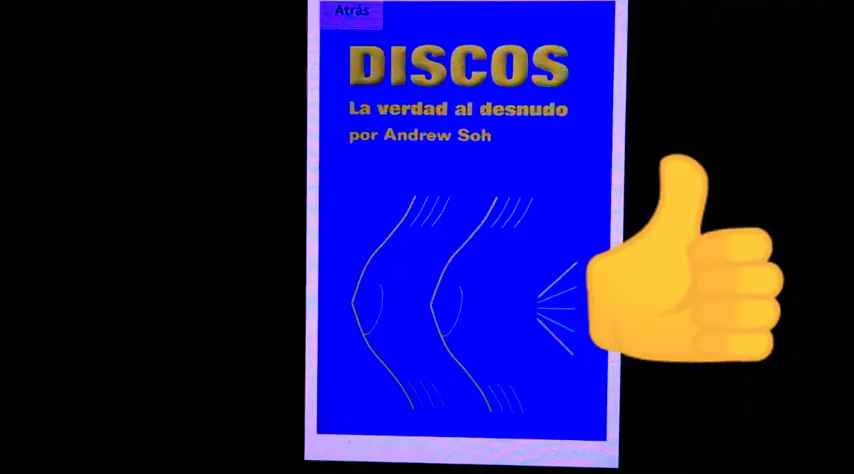 Atrás
DISCOS
La verdad al desnudo
por Andrew Soh